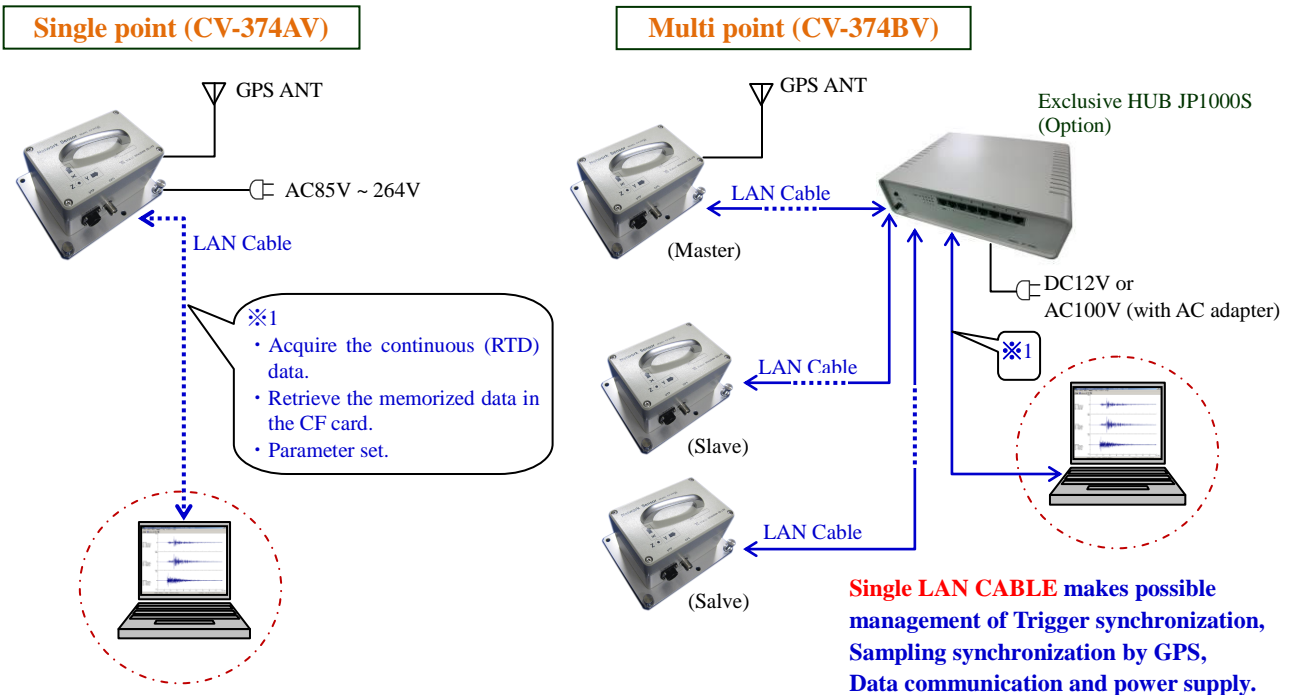 Single point (CV-374AV)
GPS ANT
AC85V ~ 264V
LAN Cable
※1
・Acquire the continuous (RTD)
data.
・Retrieve the memorized data in
the CF card.
・Parameter set.
Multi point (CV-374BV)
GPS ANT
Exclusive HUB JP1000S
(Option)
LAN Cable
(Master)
DC12V or
AC100V (with AC adapter)
※1
LAN Cable
(Slave)
LAN Cable
(Salve)
Single LAN CABLE makes possible
management of Trigger synchronization,
Sampling synchronization by GPS,
Data communication and power supply.